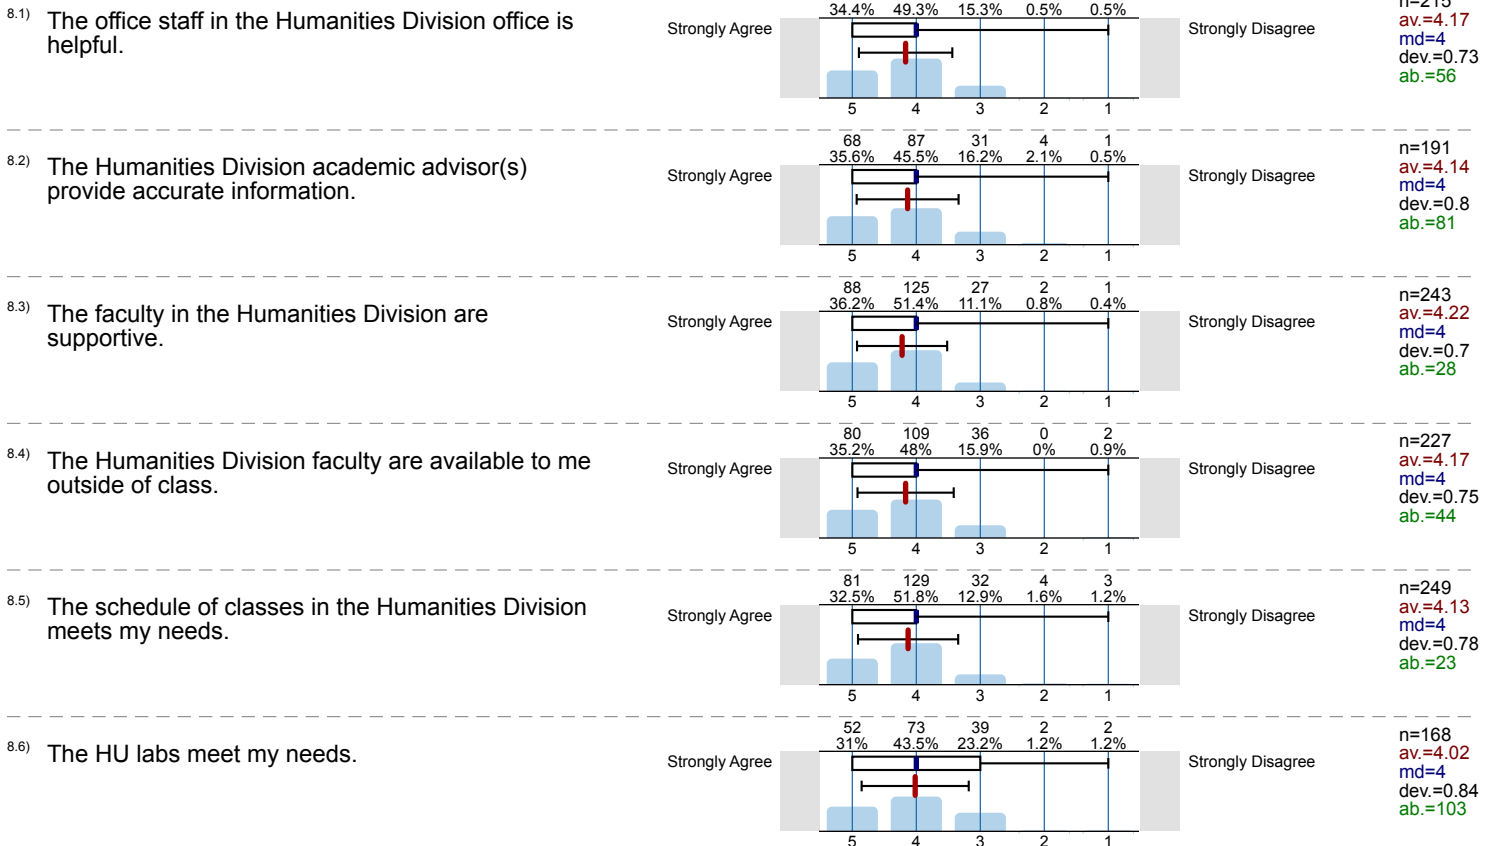 8.1) The office staff in the Humanities Division office is
helpful.
Strongly Agree
34.4% 49.3% 15.3% 0.5% 0.5%
5 4 3 2 1
Strongly Disagree
n=215
av.=4.17
md=4
dev.=0.73
ab.=56
8.2) The Humanities Division academic advisor(s)
provide accurate information.
Strongly Agree
68 87 31 4 1
35.6% 45.5% 16.2% 2.1% 0.5%
5 4 3 2 1
Strongly Disagree
n=191
av.=4.14
md=4
dev.=0.8
ab.=81
8.3) The faculty in the Humanities Division are
supportive.
Strongly Agree
88 125 27 2 1
36.2% 51.4% 11.1% 0.8% 0.4%
5 4 3 2 1
Strongly Disagree
n=243
av.=4.22
md=4
dev.=0.7
ab.=28
8.4) The Humanities Division faculty are available to me
outside of class.
Strongly Agree
80 109 36 0 2
35.2% 48% 15.9% 0% 0.9%
5 4 3 2 1
Strongly Disagree
n=227
av.=4.17
md=4
dev.=0.75
ab.=44
8.5) The schedule of classes in the Humanities Division
meets my needs.
Strongly Agree
81 129 32 4 3
32.5% 51.8% 12.9% 1.6% 1.2%
5 4 3 2 1
Strongly Disagree
n=249
av.=4.13
md=4
dev.=0.78
ab.=23
8.6) The HU labs meet my needs.
Strongly Agree
52 73 39 2 2
31% 43.5% 23.2% 1.2% 1.2%
5 4 3 2 1
Strongly Disagree
n=168
av.=4.02
md=4
dev.=0.84
ab.=103